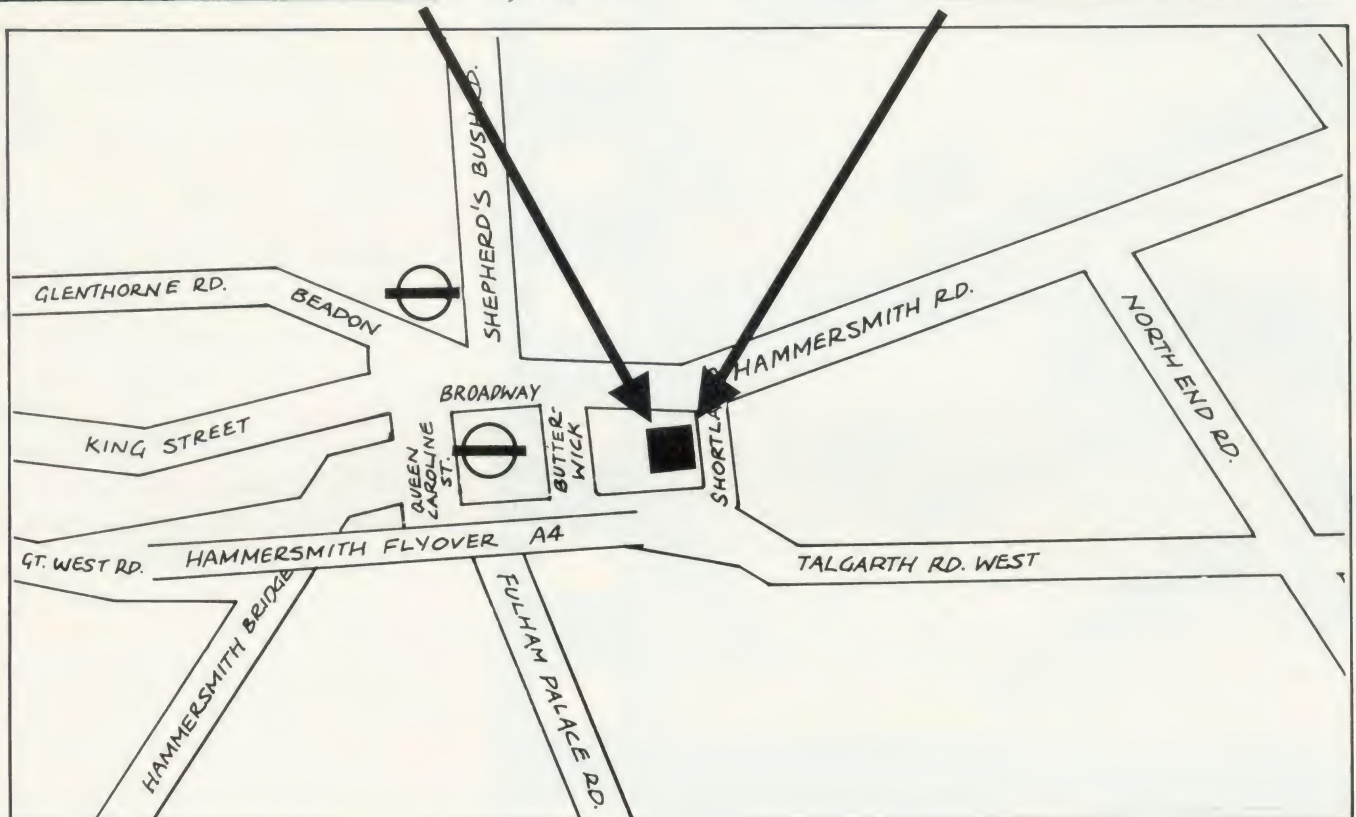 SHEPHERD'S BUSH RD.
GLENTHORNE RD.
BEADON
HAMMERSMITH RD.
NORTH END RD.
BROADWAY
KING STREET
QUEEN
CAROLINE
ST.
BUTTER-
WICK
GT. WEST RD.
HAMMERSMITH FLYOVER A4
TALGARTH RD. WEST
HAMMERSMITH BRIDGE
FULHAM PALACE RD.